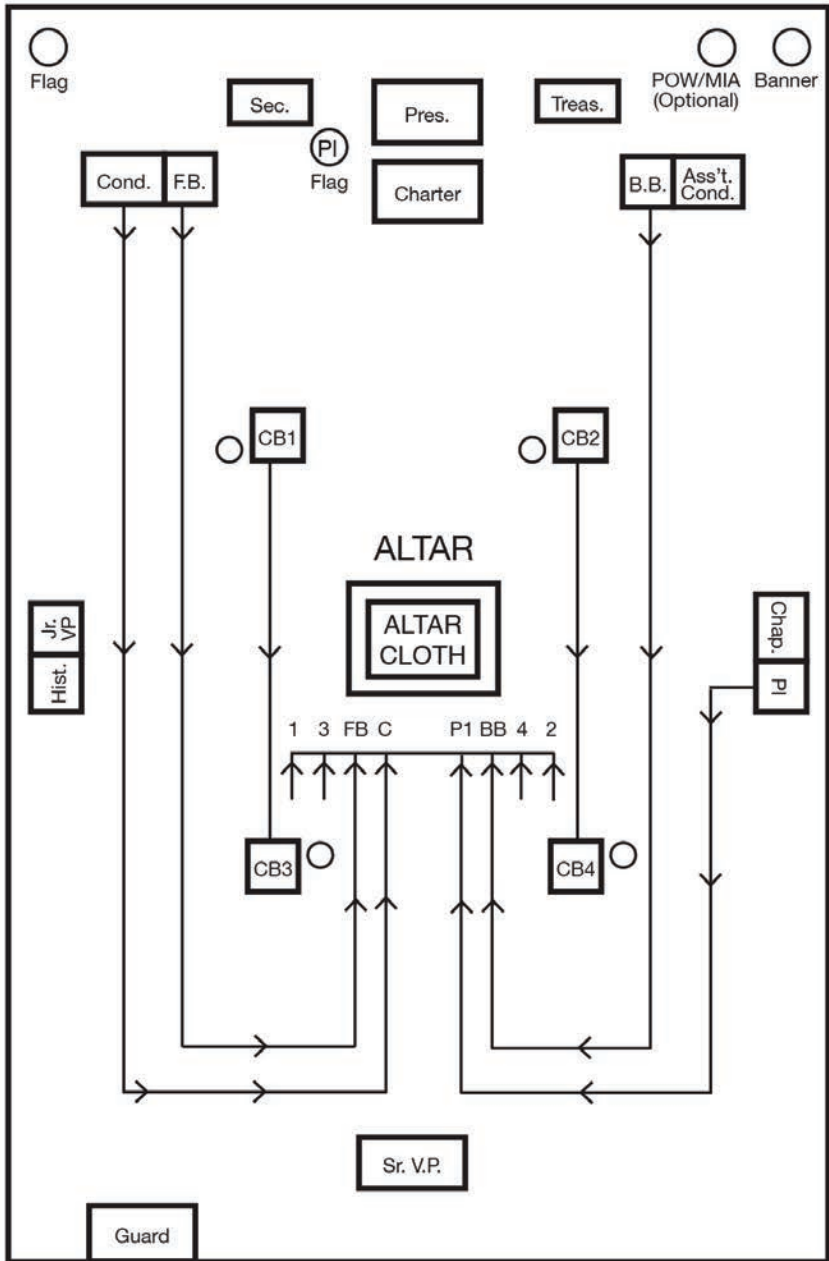 Flag
POW/MIA
(Optional)
Banner
Sec.
Pres.
Treas.
PI
Flag
Charter
Cond.
F.B.
B.B.
Ass't.
Cond.
CB1
CB2
ALTAR
ALTAR
CLOTH
Jr.
VP
Hist.
Chap.
PI
1 3 FB C P1 BB 4 2
CB3
CB4
Sr. V.P.
Guard